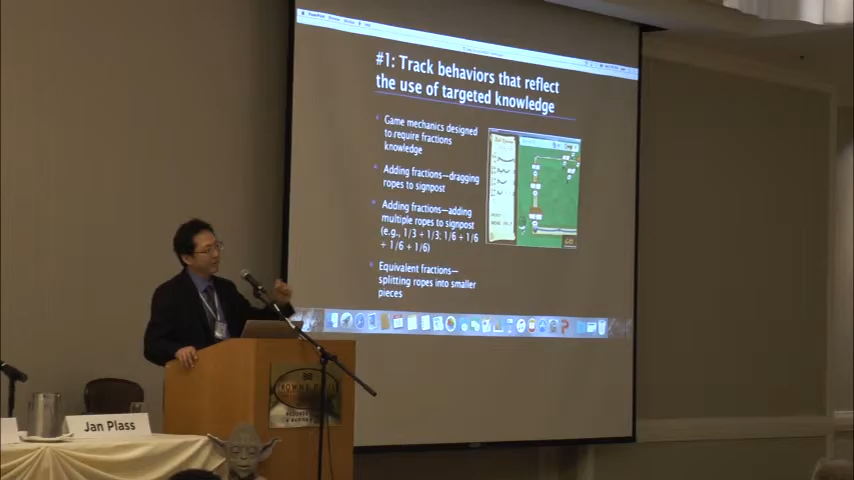 #1: Track behaviors that reflect
the use of targeted knowledge
Game mechanics designed
to require fractions
knowledge
Adding fractions—dragging
ropes to signpost
Adding fractions—adding
multiple ropes to signpost
(e.g., 1/3 + 1/3; 1/6 + 1/6
+ 1/6 + 1/6)
Equivalent fractions—
splitting ropes into smaller
pieces
Jan Plass